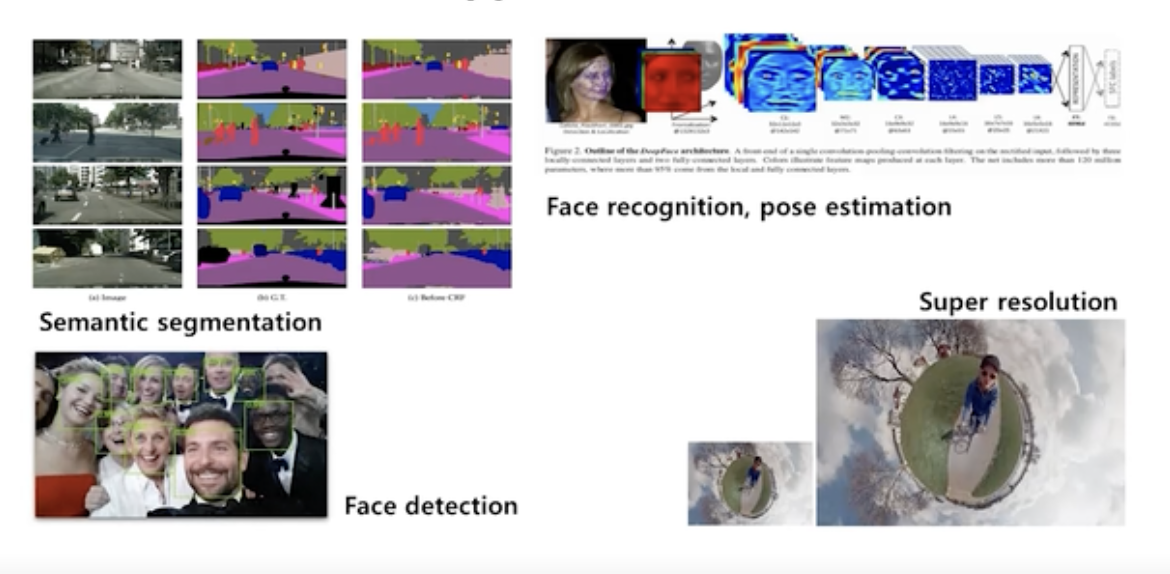 (a) Image
(b) G.T.
(c) Before CRF
Semantic segmentation
Figure 2. Outline of the DeepFace architecture. A front-end of a single convolution-pooling-convolution filtering on the rectified input, followed by three
locally-connected layers and two fully-connected layers. Colors illustrate feature maps produced at each layer. The net includes more than 120 million
parameters, where more than 95% come from the local and fully connected layers.
Face recognition, pose estimation
Super resolution
Face detection